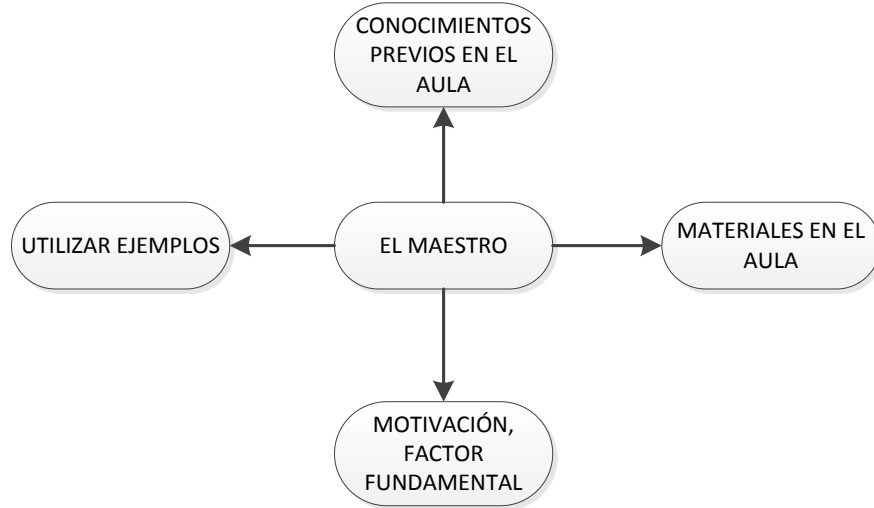 CONOCIMIENTOS
PREVIOS EN EL
AULA
UTILIZAR EJEMPLOS
EL MAESTRO
MATERIALES EN EL
AULA
MOTIVACIÓN,
FACTOR
FUNDAMENTAL